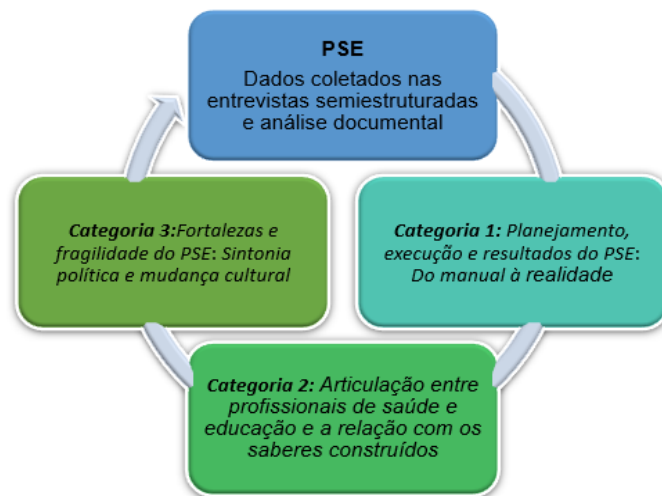 PSE
Dados coletados nas
entrevistas semiestruturadas
e análise documental
Categoria 3:Fortalezas e
fragilidade do PSE: Sintonia
política e mudança cultural
Categoria 1: Planejamento,
execução e resultados do PSE:
Do manual à realidade
Categoria 2: Articulação entre
profissionais de saúde e
educação e a relação com os
saberes construídos